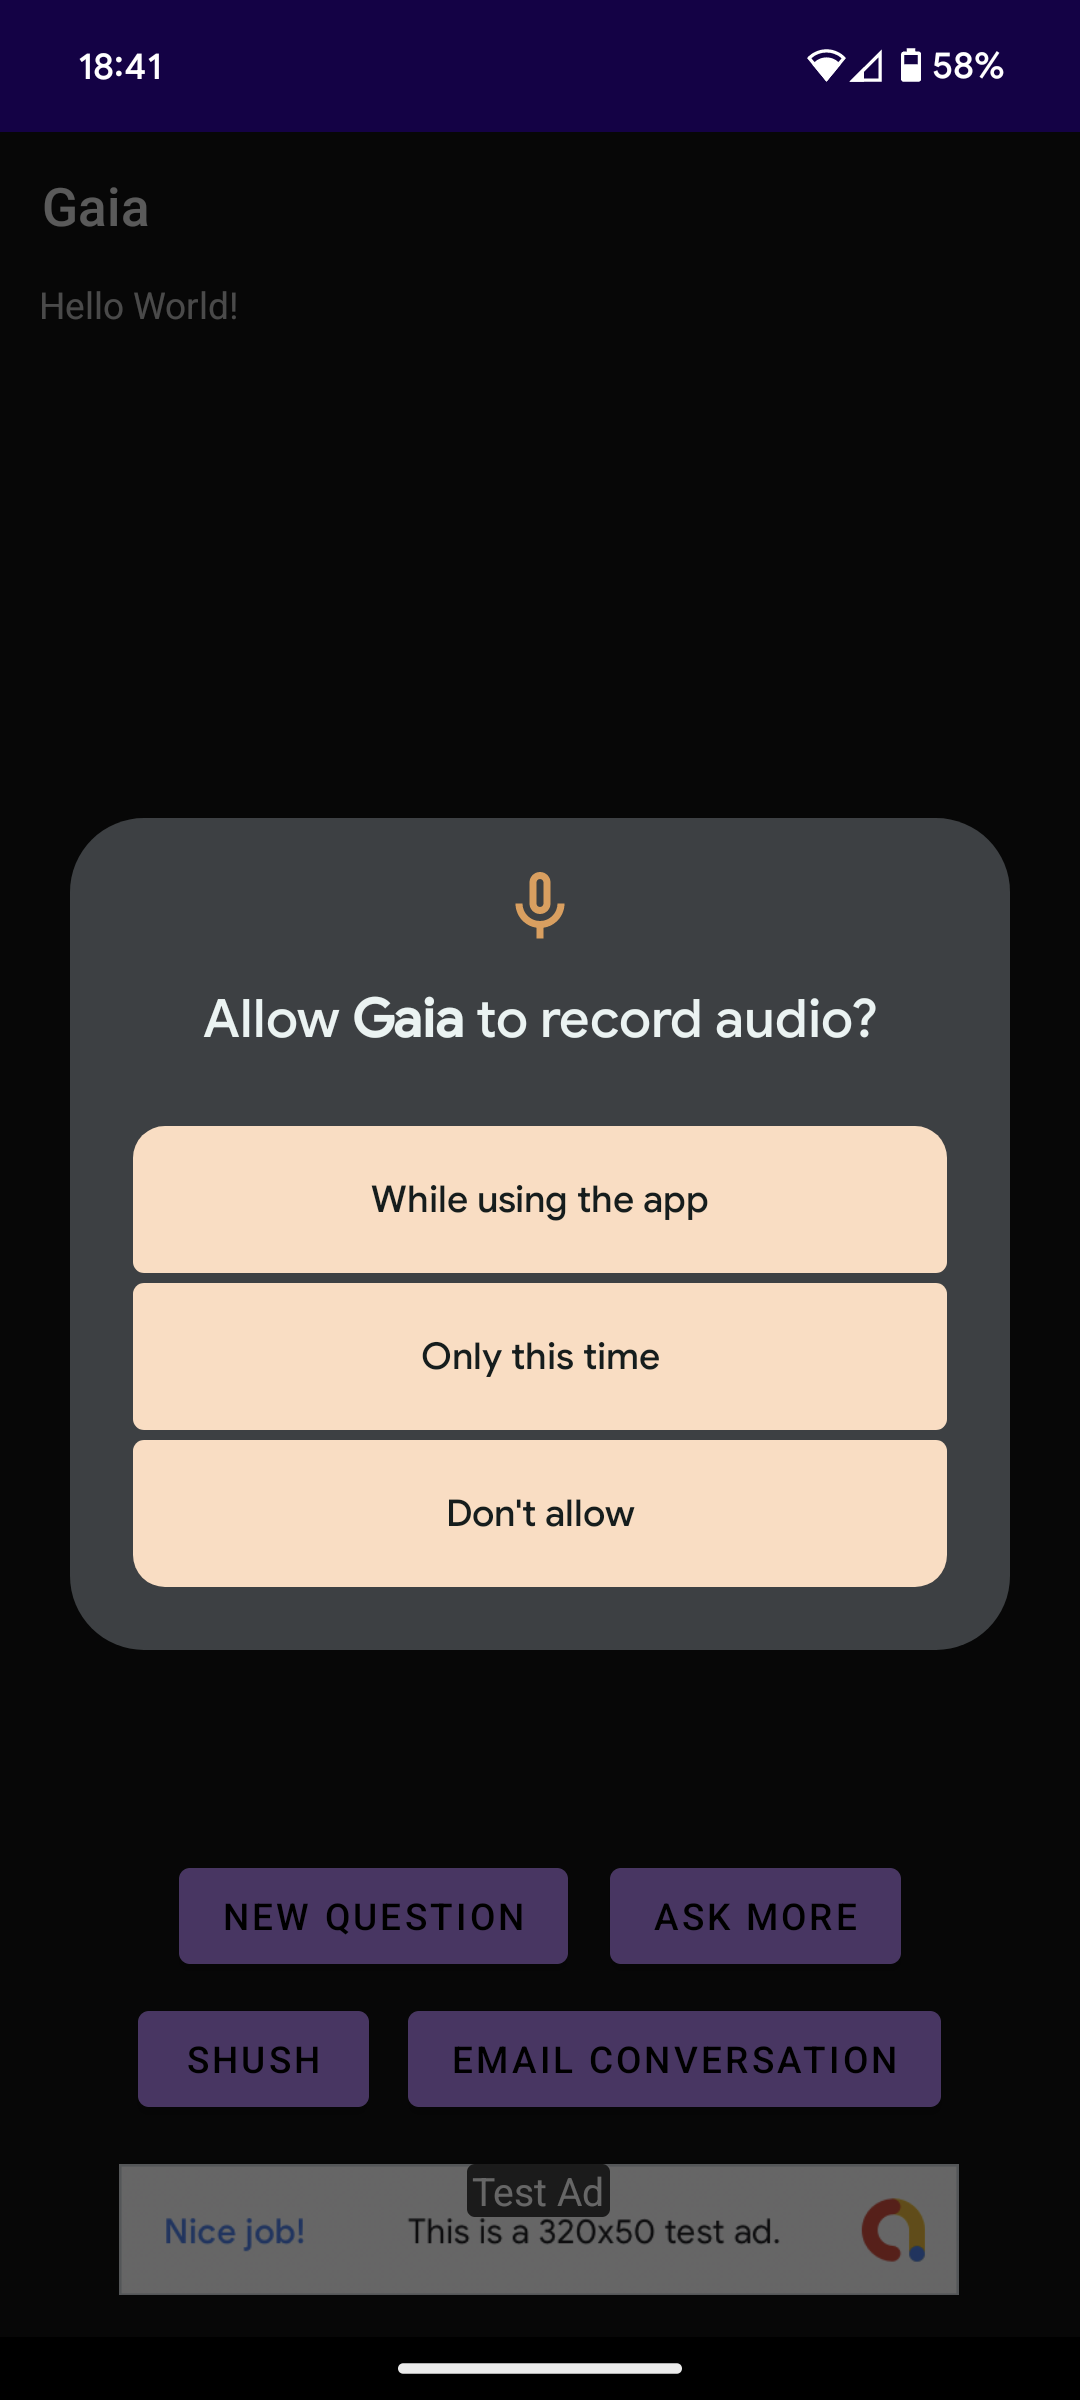 18:41
58%
Gaia
Hello World!
Allow Gaia to record audio?
While using the app
Only this time
Don't allow
NEW QUESTION
ASK MORE
SHUSH
EMAIL CONVERSATION
Test Ad
Nice job!
This is a 320x50 test ad.